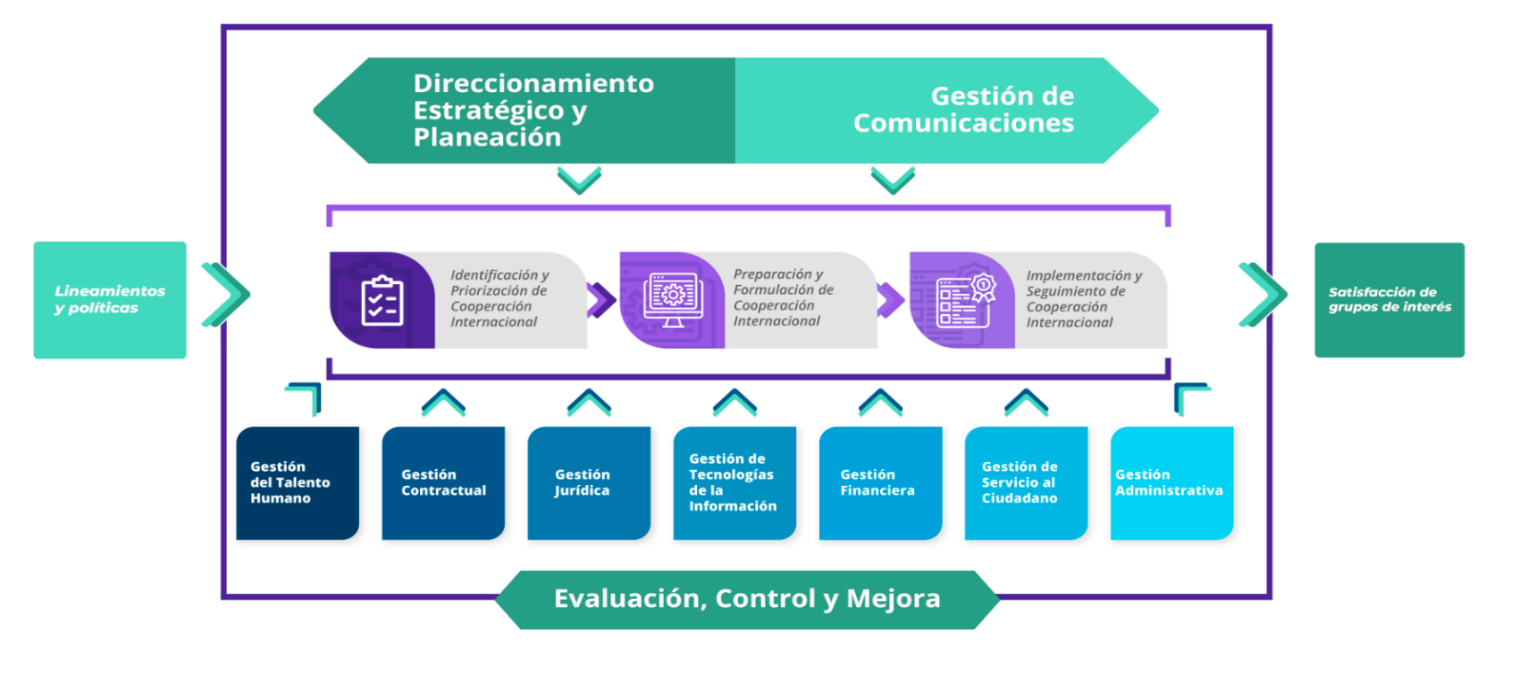 Direccionamiento
Estratégico y
Planeación
Gestión de
Comunicaciones
Lineamientos
y políticas
Identificación y
Priorización de
Cooperación
Internacional
Preparación y
Formulación de
Cooperación
Internacional
Implementación y
Seguimiento de
Cooperación
Internacional
1
Satisfacción de
grupos de interés
Gestión
del Talento
Humano
Gestión
Contractual
Gestión
Jurídica
Gestión de
Tecnologías
de la
Información
Gestión
Financiera
Gestión de
Servicio al
Ciudadano
Gestión
Administrativa
Evaluación, Control y Mejora